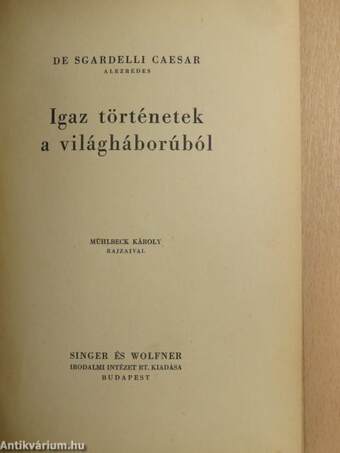 DE SGARDELLI CAESAR
ALEZREDES
Igaz történetek
a világháborúból
MÜHLBECK KÁROLY
RAJZAIVAL
SINGER ÉS WOLFNER
IRODALMI INTÉZET RT. KIADÁSA
BUDAPEST
Antikvárium.hu